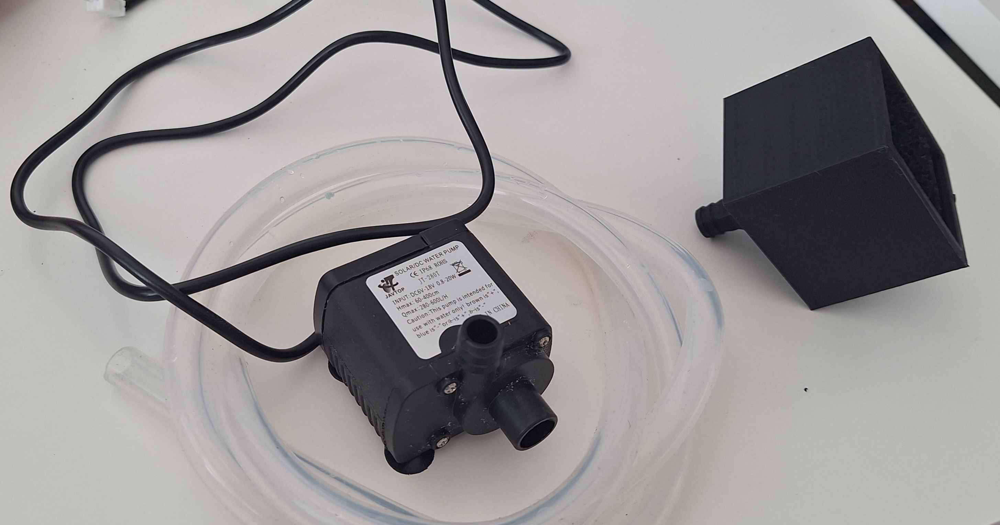 SOLAR/DC WATER PUMP
CE IP68 ROHS
JT-280T
JAVTOP
INPUT:DC6V-18V 0.8-20W
Hmax: 60-400cm
Qmax: 280-600L/H
Caution:This pump is intended for
use with water only! brown is"+",
blue is"-" or is"+", is"-"
IN CHINA